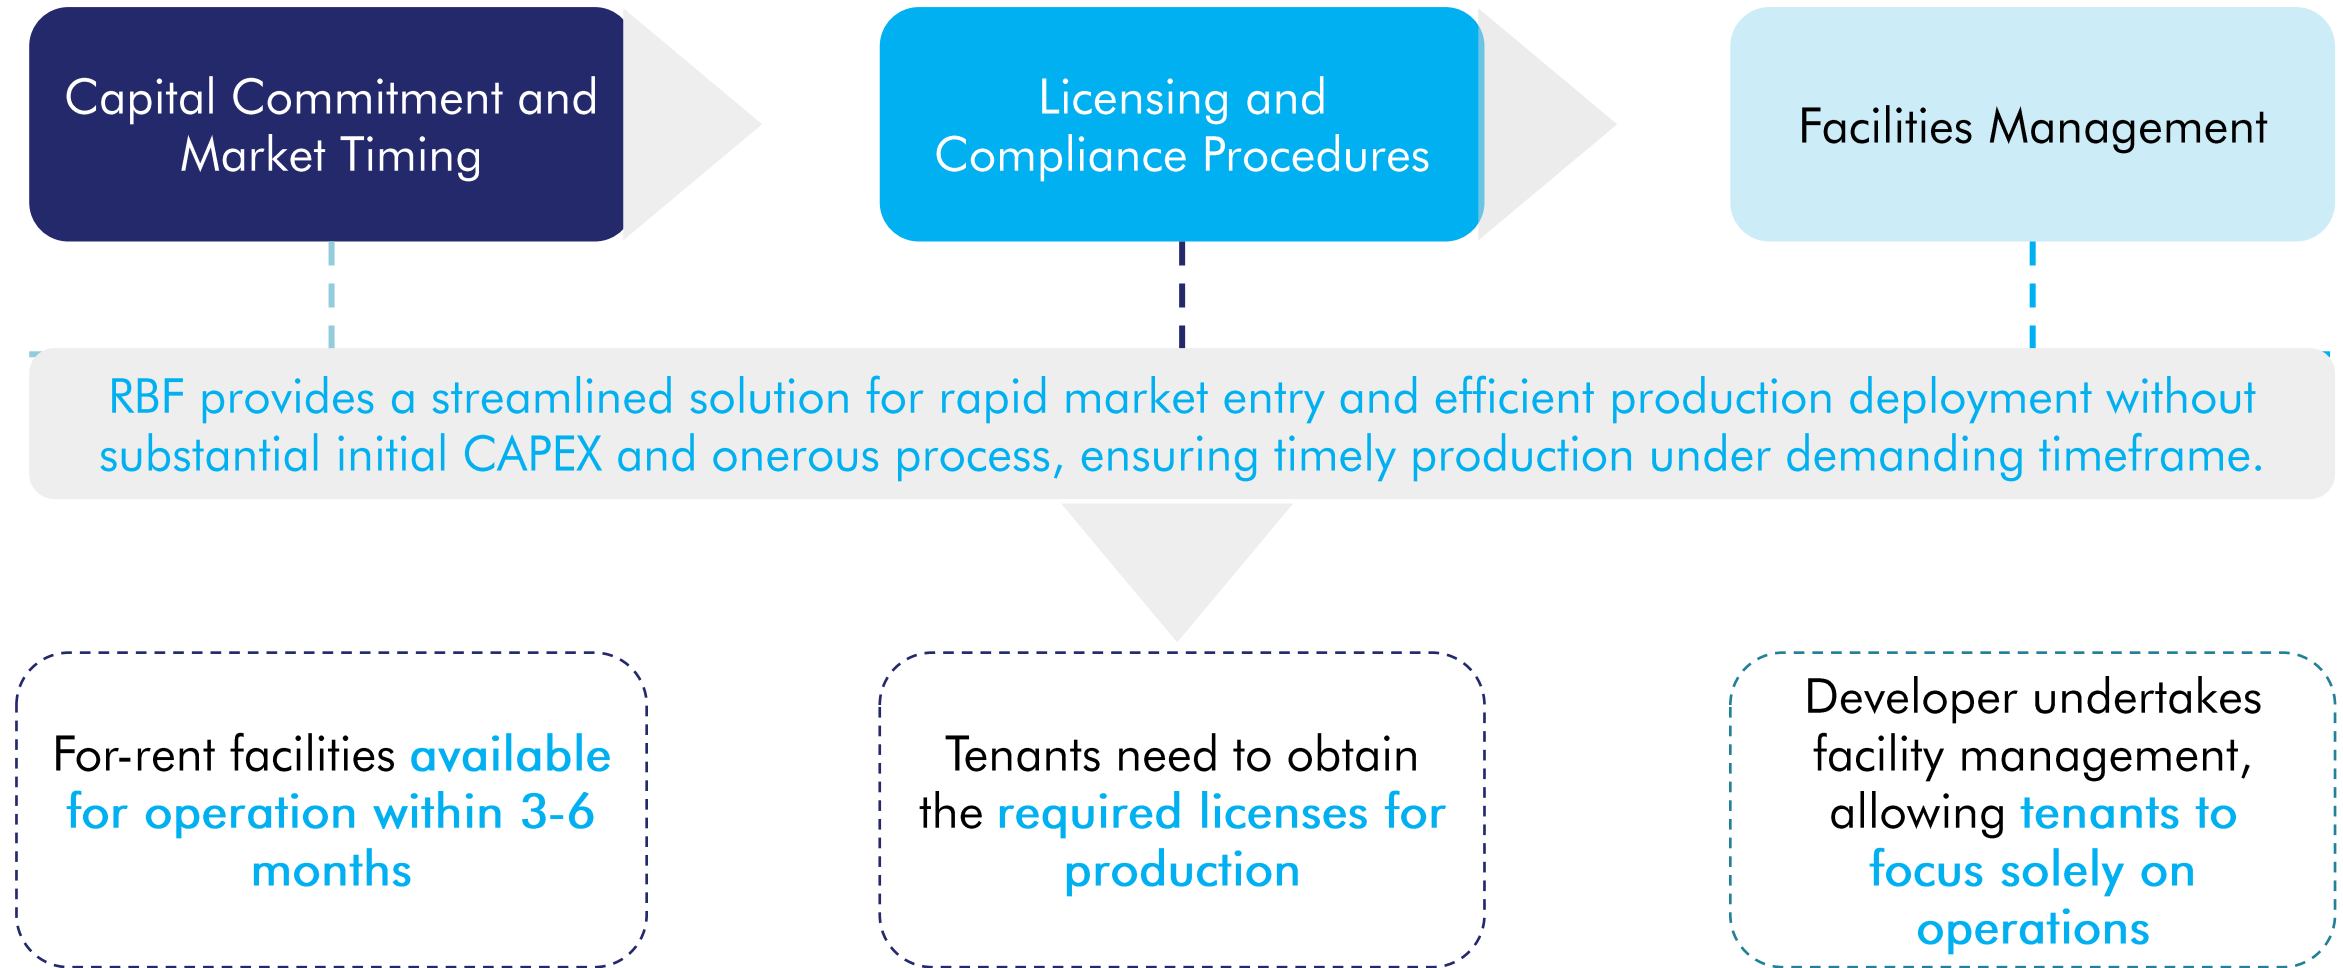 Capital Commitment and
Market Timing
Licensing and
Compliance Procedures
Facilities Management
RBF provides a streamlined solution for rapid market entry and efficient production deployment without
substantial initial CAPEX and onerous process, ensuring timely production under demanding timeframe.
For-rent facilities available
for operation within 3-6
months
Tenants need to obtain
the required licenses for
production
Developer undertakes
facility management,
allowing tenants to
focus solely on
operations